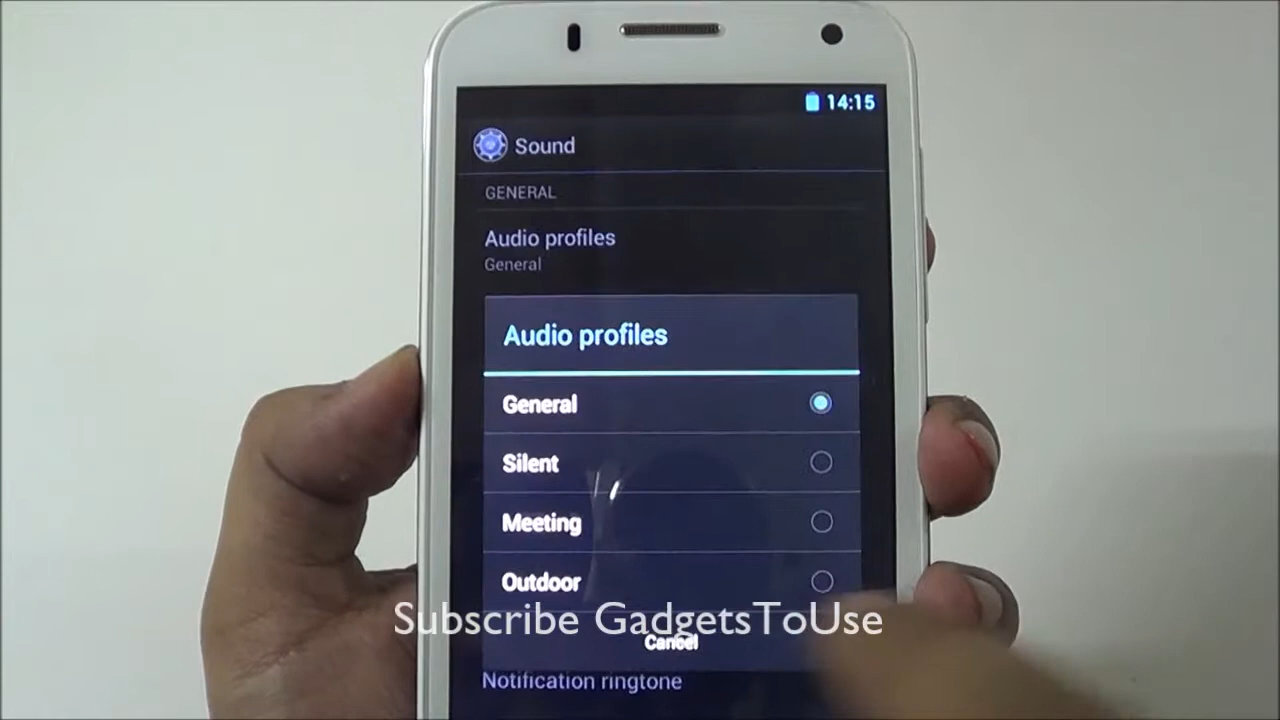 14:15
Sound
GENERAL
Audio profiles
General
Audio profiles
General
Silent
Meeting
Outdoor
Subscribe GadgetsToUse
Cancel
Notification ringtone